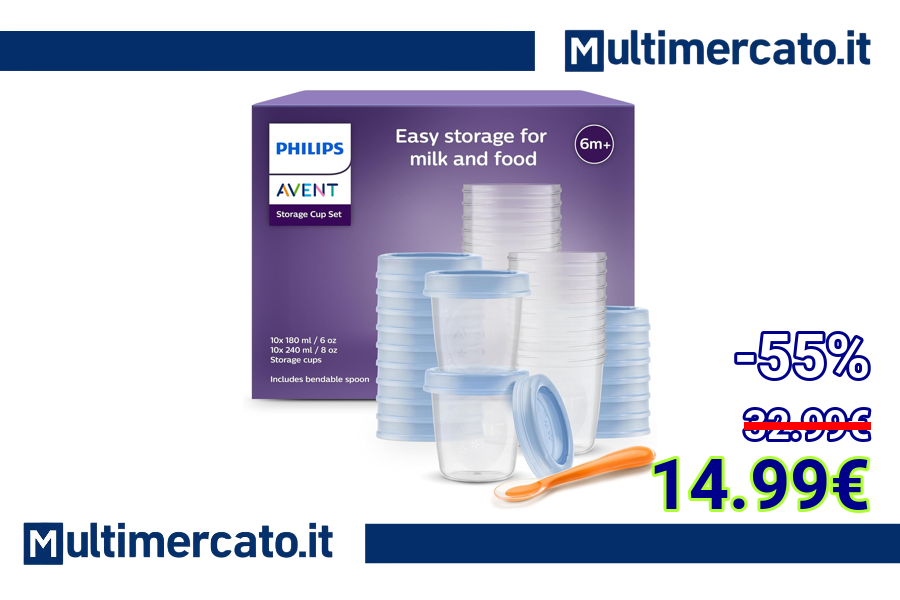 Multimercato.it
PHILIPS
AVENT
Storage Cup Set
Easy storage for
milk and food
6m+
10x 180 ml / 6 oz
10x 240 ml / 8 oz
Storage cups
Includes bendable spoon
-55%
32.99€
14.99€
Multimercato.it